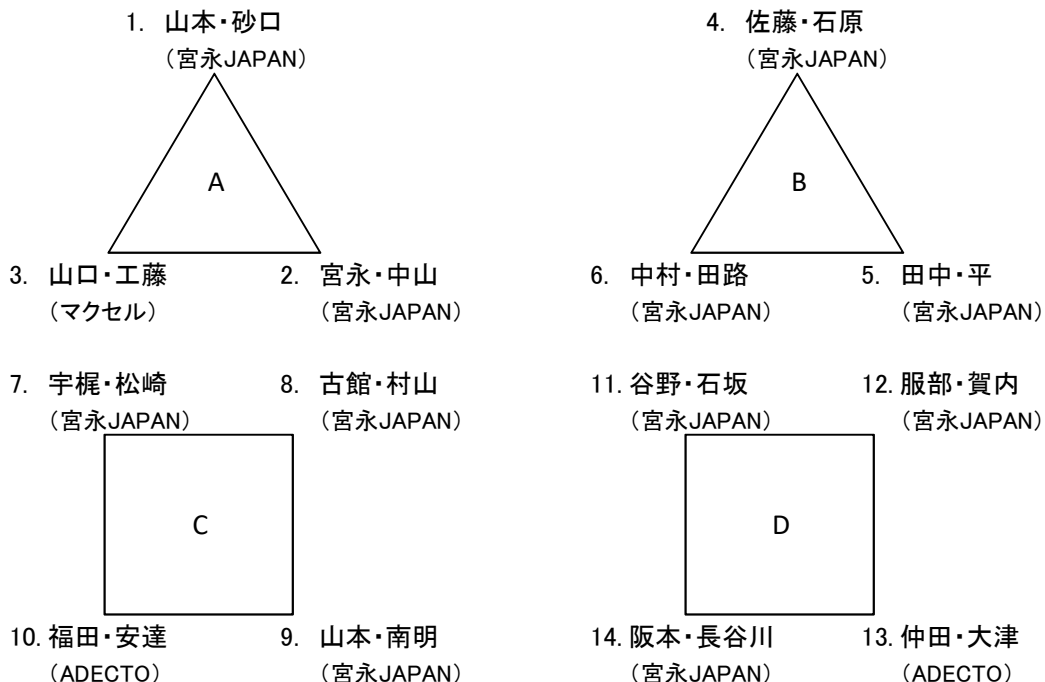 1. 山本・砂口
（宮永JAPAN）
A
3. 山口・工藤
（マクセル）
2. 宮永・中山
（宮永JAPAN）
4. 佐藤・石原
（宮永JAPAN）
B
6. 中村・田路
（宮永JAPAN）
5. 田中・平
（宮永JAPAN）
7. 宇梶・松崎
（宮永JAPAN）
8. 古館・村山
（宮永JAPAN）
C
10. 福田・安達
（ADECTO）
9. 山本・南明
（宮永JAPAN）
11. 谷野・石坂
（宮永JAPAN）
12. 服部・賀内
（宮永JAPAN）
D
14. 阪本・長谷川
（宮永JAPAN）
13. 仲田・大津
（ADECTO）